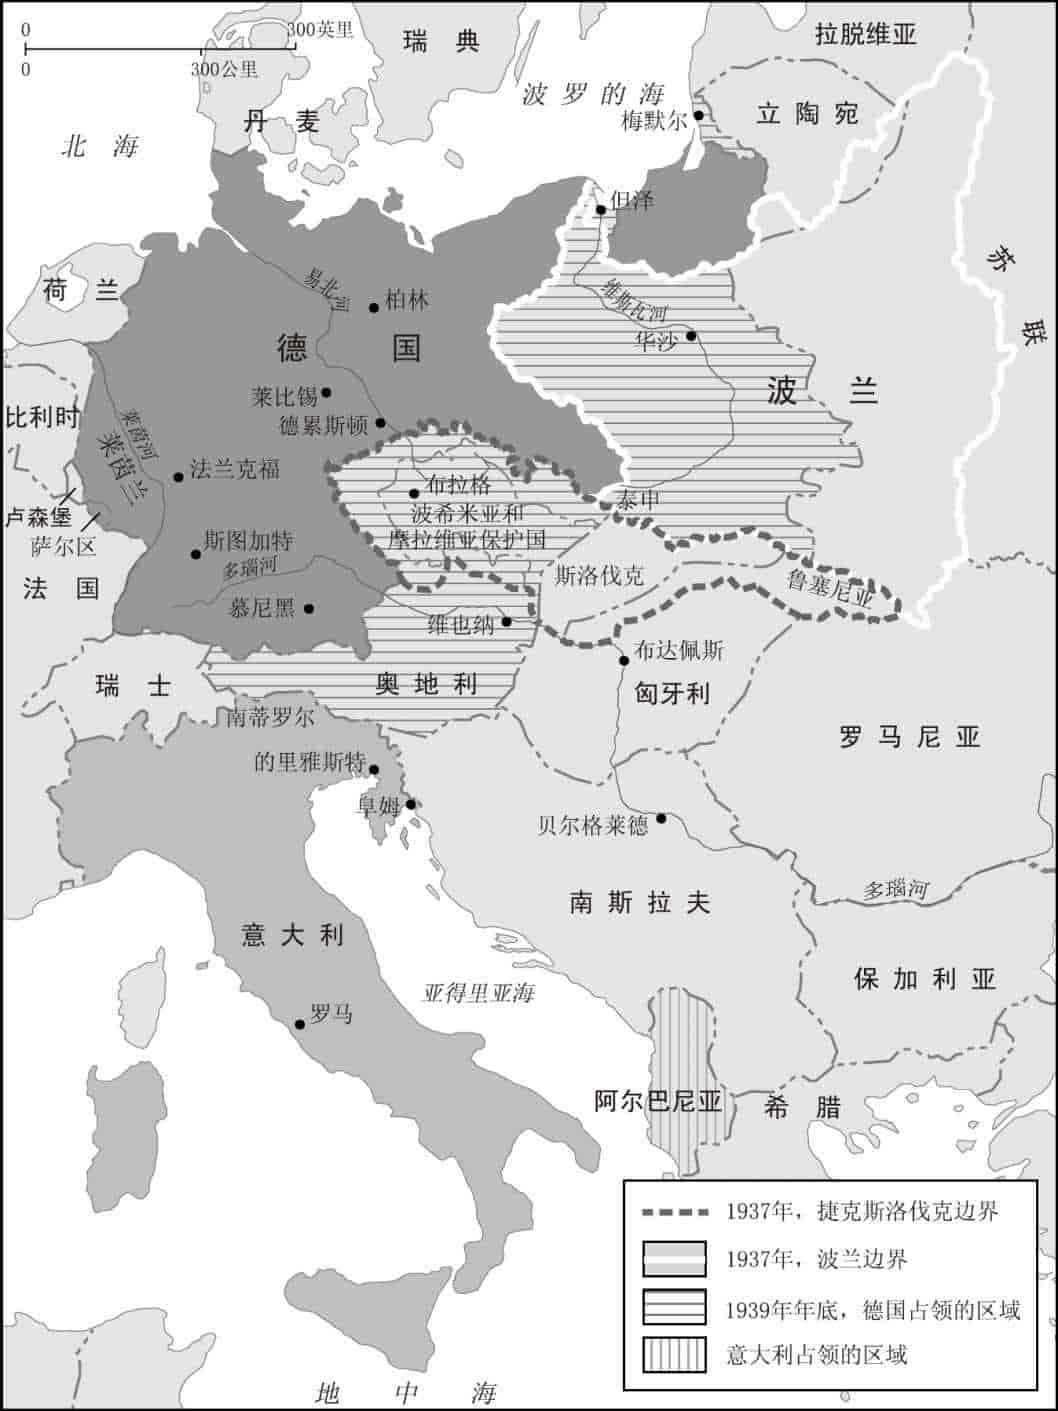 0
300英里
0
300公里
瑞典
拉脱维亚
波罗的海
立陶宛
梅默尔
丹麦
北海
但泽
苏联
荷兰
易北河
柏林
维斯瓦河
华沙
德国
波兰
莱比锡
比利时
德累斯顿
莱茵河
莱茵兰
法兰克福
布拉格
泰申
波希米亚和
摩拉维亚保护国
卢森堡
萨尔区
斯图加特
多瑙河
斯洛伐克
鲁塞尼亚
法国
慕尼黑
维也纳
布达佩斯
瑞士
奥地利
匈牙利
南蒂罗尔
罗马尼亚
的里雅斯特
阜姆
贝尔格莱德
多瑙河
南斯拉夫
意大利
保加利亚
亚得里亚海
罗马
阿尔巴尼亚
希腊
1937年，捷克斯洛伐克边界
1937年，波兰边界
1939年年底，德国占领的区域
意大利占领的区域
地中海